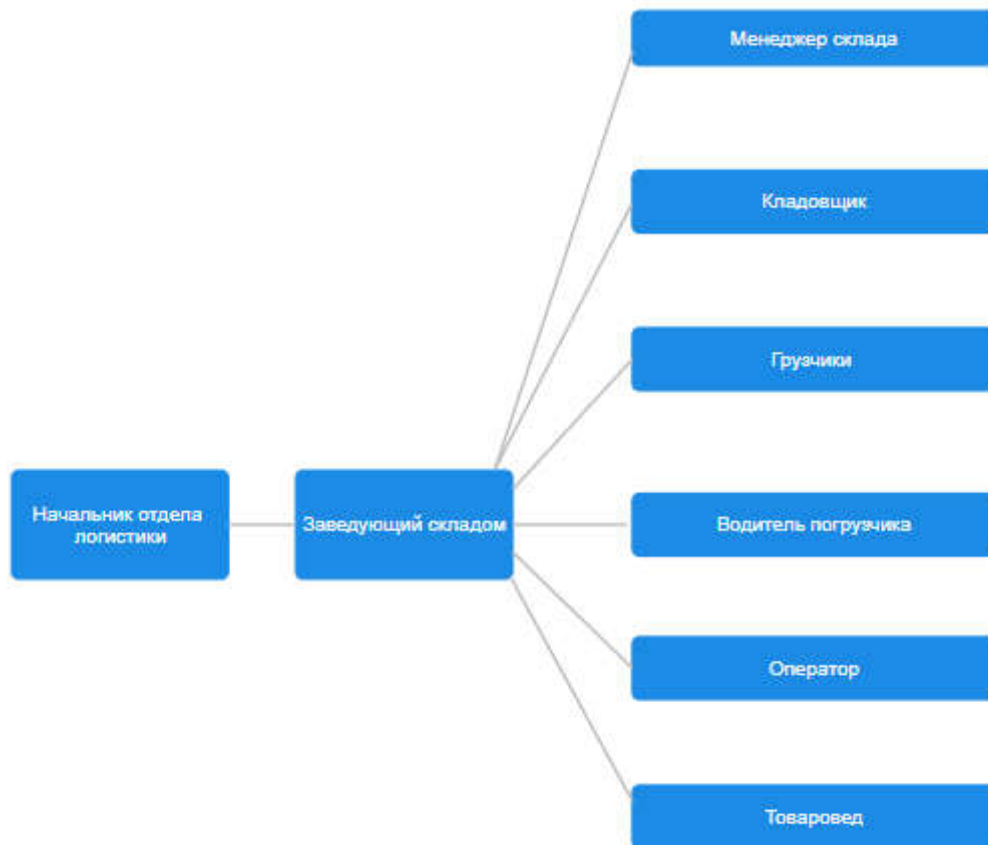 Менеджер склада
Кладовщик
Грузчики
Начальник отдела
логистики
Заведующий складом
Водитель погрузчика
Оператор
Товаровед